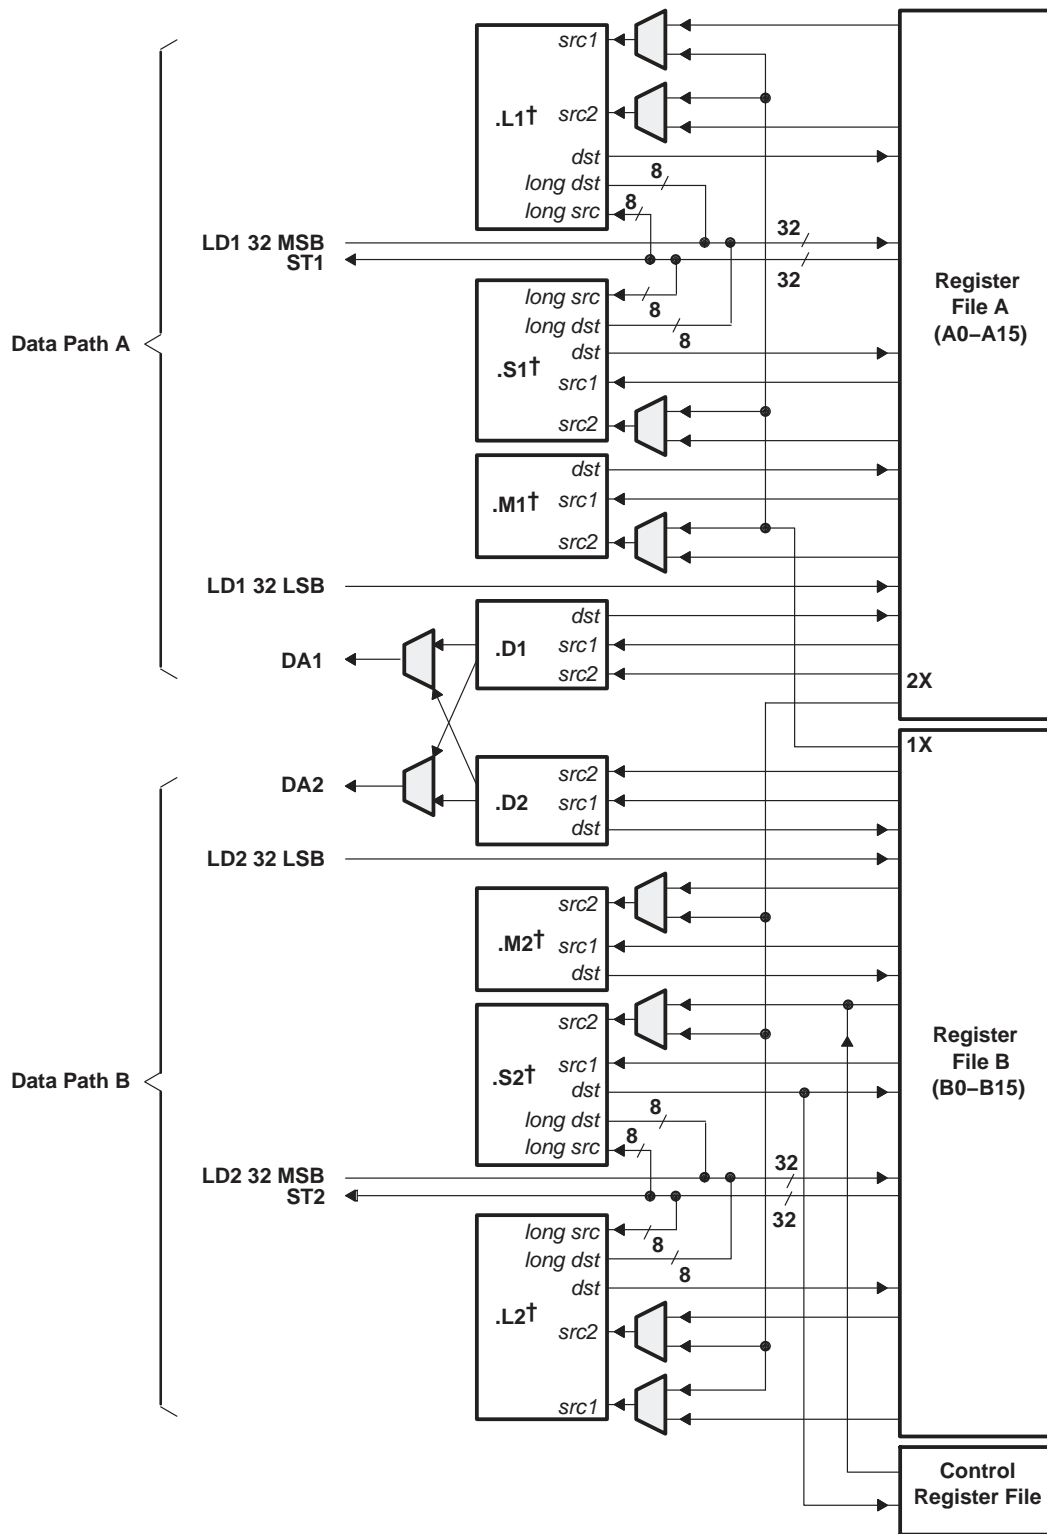 src1
.L1†
src2
dst
long dst
8
long src
8
LD1 32 MSB
32
ST1
32
Register
File A
(A0–A15)
long src
8
long dst
8
dst
Data Path A
.S1†
src1
src2
dst
.M1†
src1
src2
LD1 32 LSB
dst
.D1
src1
DA1
src2
2X
1X
src2
DA2
.D2
src1
dst
LD2 32 LSB
src2
.M2†
src1
dst
src2
Register
File B
(B0–B15)
src1
.S2†
Data Path B
dst
8
long dst
8
long src
32
LD2 32 MSB
ST2
32
long src
8
long dst
8
dst
.L2†
src2
src1
Control
Register File